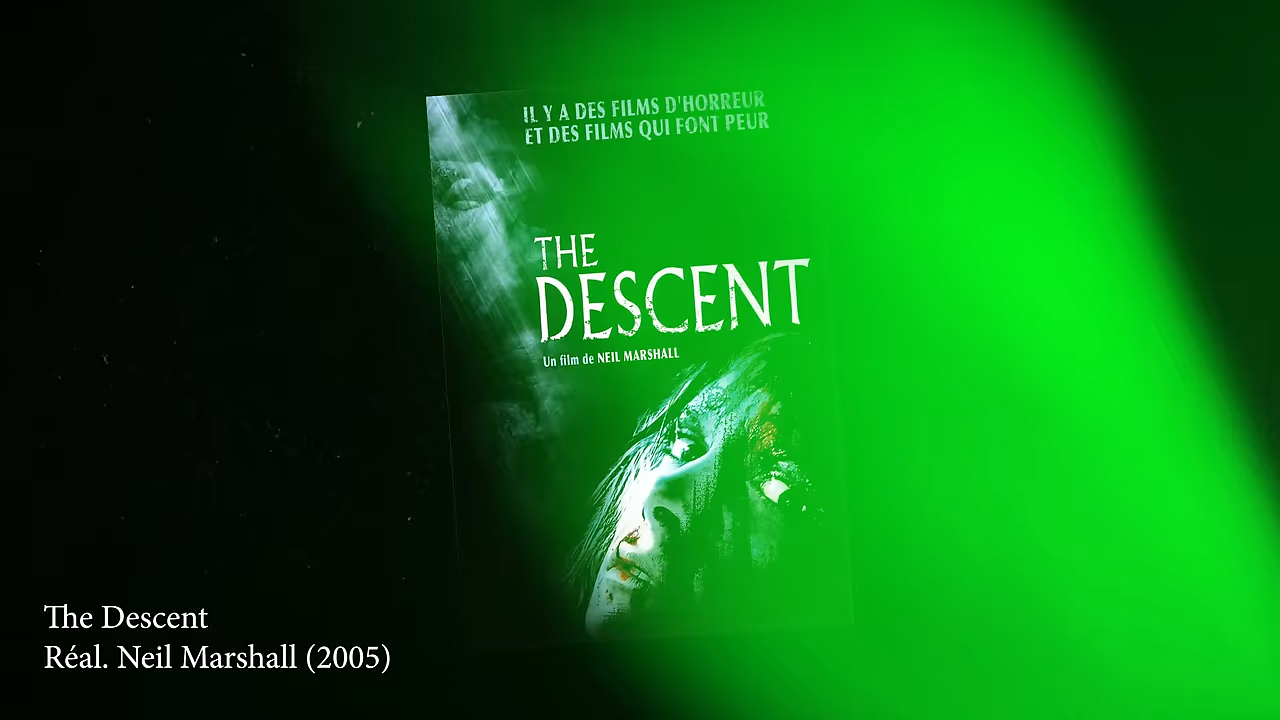 IL Y A DES FILMS D'HORREUR
ET DES FILMS QUI FONT PEUR
THE
DESCENT
Un film de NEIL MARSHALL
The Descent
Réal. Neil Marshall (2005)